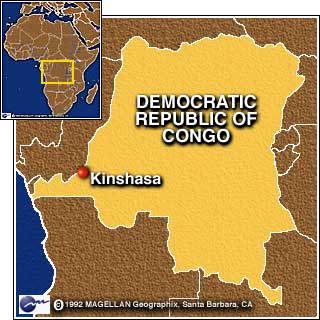 DEMOCRATIC
REPUBLIC OF
CONGO
Kinshasa
© 1992 MAGELLAN Geographix, Santa Barbara, CA